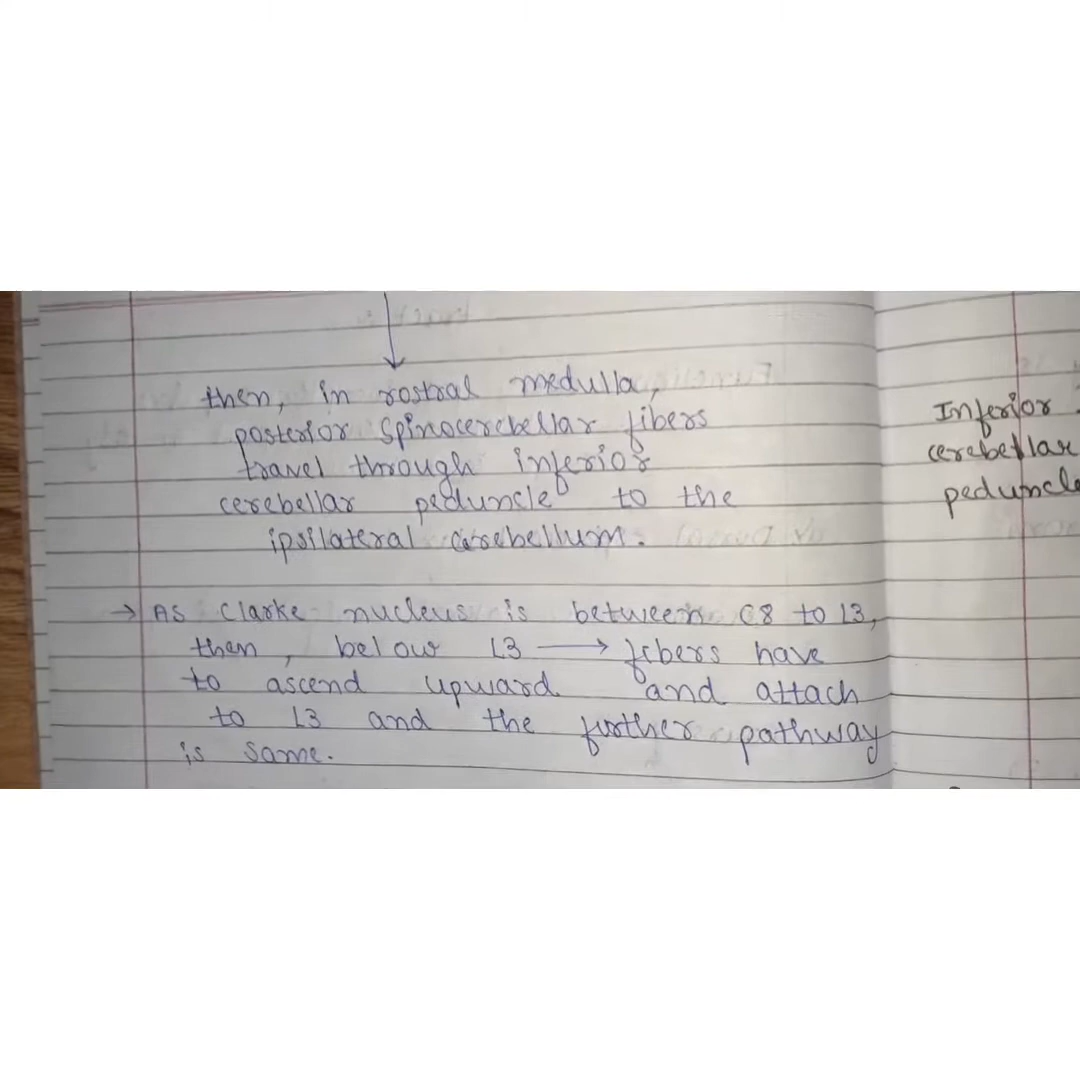 then, in rostral medulla,
posterior spinocerebellar fibers
travel through inferior
cerebellar peduncle to the
ipsilateral cerebellum.
→ As Clarke nucleus is between C8 to L3,
then, below L3 → fibers have
to ascend upward and attach
to L3 and the further pathway
is same.
Inferior
cerebellar
peduncle